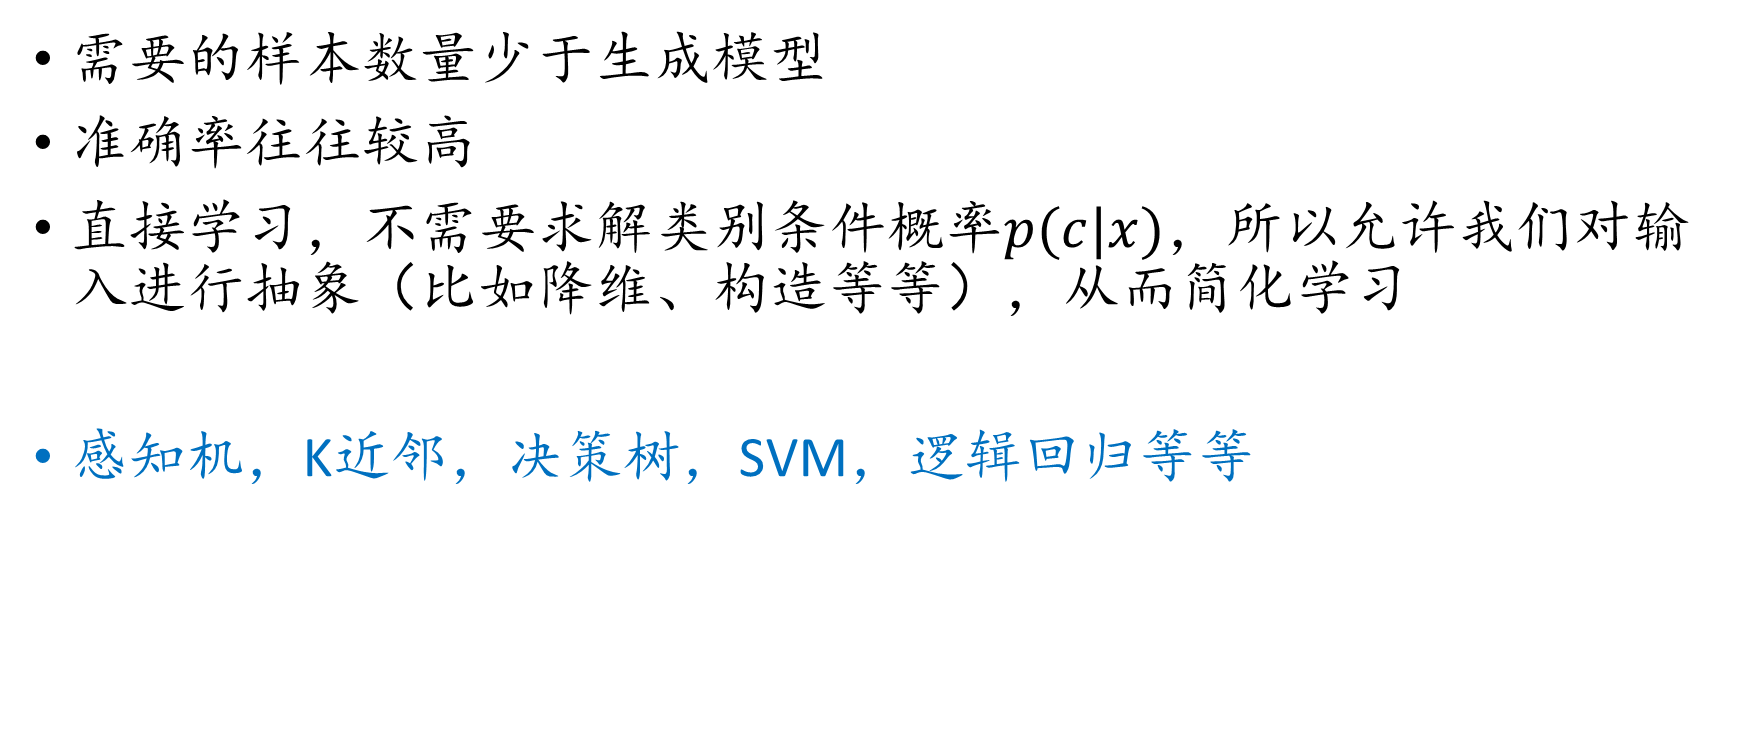 • 需要的样本数量少于生成模型
• 准确率往往较高
• 直接学习，不需要求解类别条件概率p(c|x)，所以允许我们对输
入进行抽象（比如降维、构造等等），从而简化学习
• 感知机，K近邻，决策树，SVM，逻辑回归等等